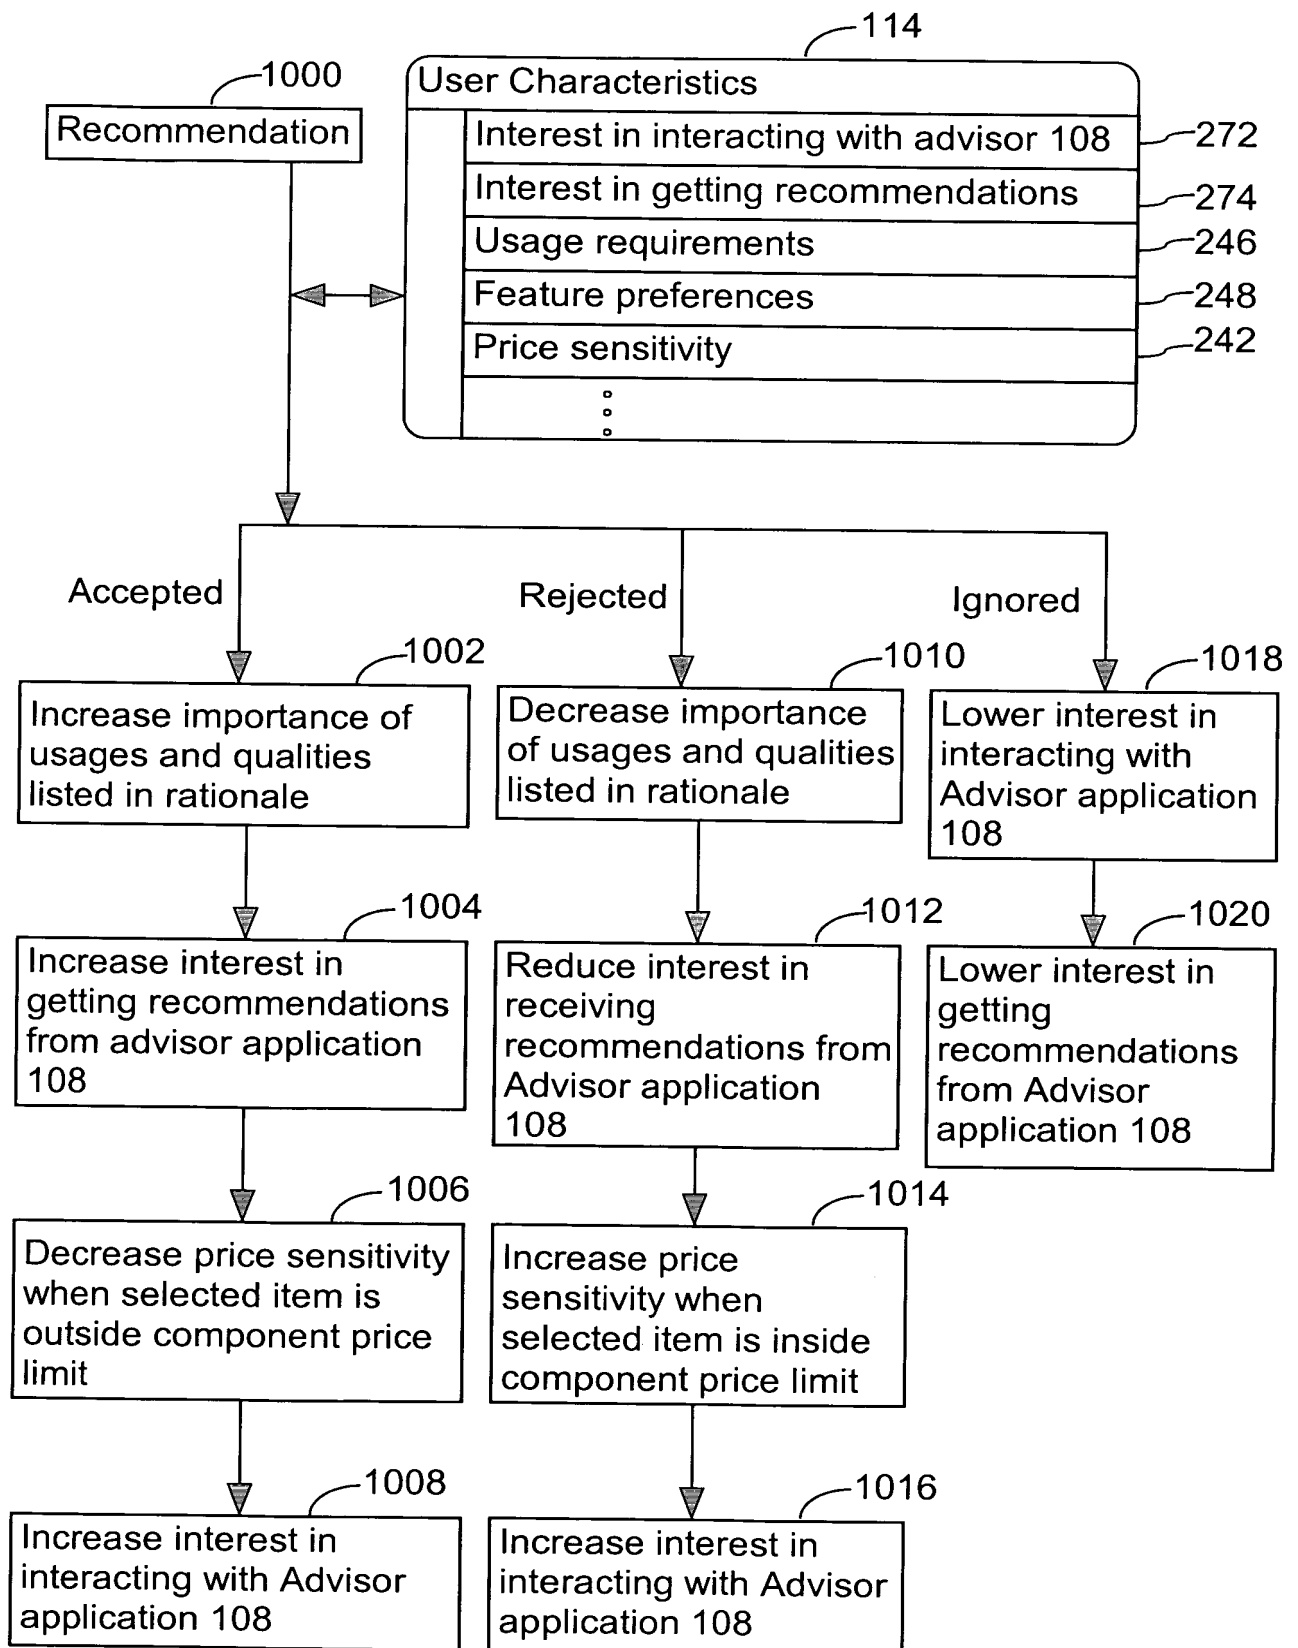 114
1000
User Characteristics
Recommendation
Interest in interacting with advisor 108
272
Interest in getting recommendations
274
Usage requirements
246
Feature preferences
248
Price sensitivity
242
Accepted
Rejected
Ignored
1002
Increase importance of
usages and qualities
listed in rationale
1004
Increase interest in
getting recommendations
from advisor application
108
1006
Decrease price sensitivity
when selected item is
outside component price
limit
1008
Increase interest in
interacting with Advisor
application 108
1010
Decrease importance
of usages and qualities
listed in rationale
1012
Reduce interest in
receiving
recommendations from
Advisor application
108
1014
Increase price
sensitivity when
selected item is inside
component price limit
1016
Increase interest in
interacting with Advisor
application 108
1018
Lower interest in
interacting with
Advisor application
108
1020
Lower interest in
getting
recommendations
from Advisor
application 108